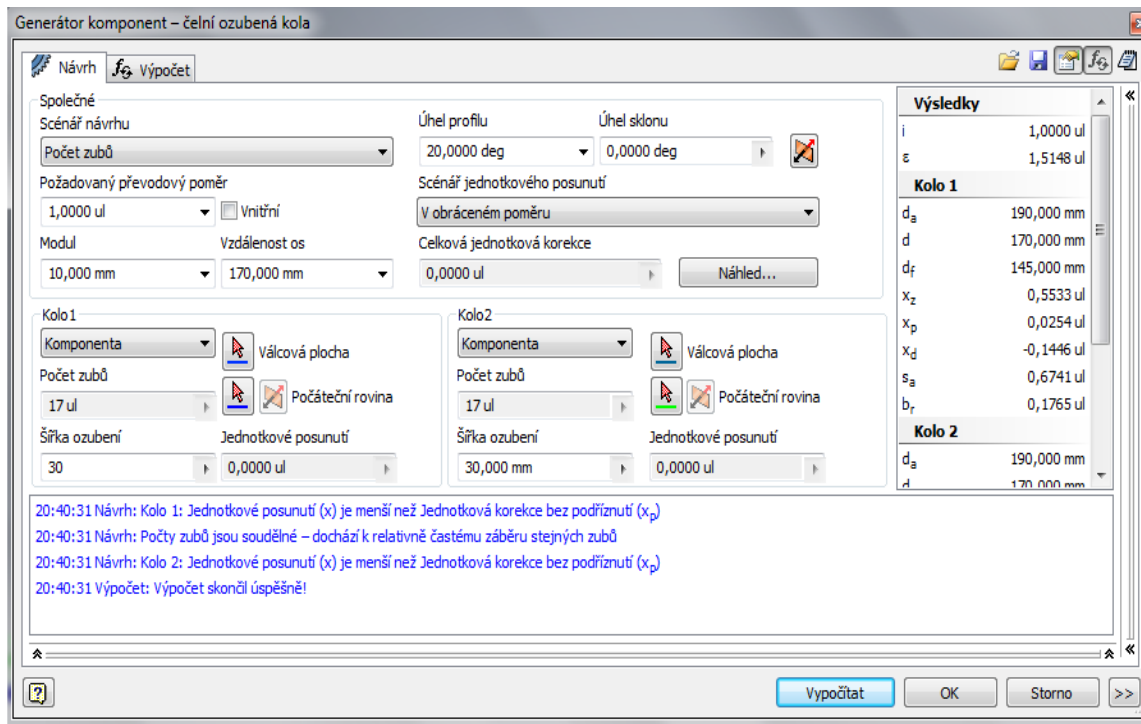 Generátor komponent – čelní ozubená kola
Návrh
Výpočet
Společné
Scénář návrhu
Počet zubů
Úhel profilu
Úhel sklonu
20,0000 deg
0,0000 deg
Požadovaný převodový poměr
Scénář jednotkového posunutí
1,0000 ul
Vnitřní
V obráceném poměru
Modul
Vzdálenost os
Celková jednotková korekce
10,000 mm
170,000 mm
0,0000 ul
Náhled...
Kolo1
Komponenta
Válcová plocha
Počet zubů
Počáteční rovina
17 ul
Šířka ozubení
Jednotkové posunutí
30
0,0000 ul
Kolo2
Komponenta
Válcová plocha
Počet zubů
Počáteční rovina
17 ul
Šířka ozubení
Jednotkové posunutí
30,000 mm
0,0000 ul
Výsledky
i 1,0000 ul
ε 1,5148 ul
Kolo 1
da 190,000 mm
d 170,000 mm
df 145,000 mm
xz 0,5533 ul
xp 0,0254 ul
xd -0,1446 ul
sa 0,6741 ul
br 0,1765 ul
Kolo 2
da 190,000 mm
d 170,000 mm
20:40:31 Návrh: Kolo 1: Jednotkové posunutí (x) je menší než Jednotková korekce bez podříznutí (xp)
20:40:31 Návrh: Počty zubů jsou soudělné – dochází k relativně častému záběru stejných zubů
20:40:31 Návrh: Kolo 2: Jednotkové posunutí (x) je menší než Jednotková korekce bez podříznutí (xp)
20:40:31 Výpočet: Výpočet skončil úspěšně!
Vypočítat
OK
Storno
>>